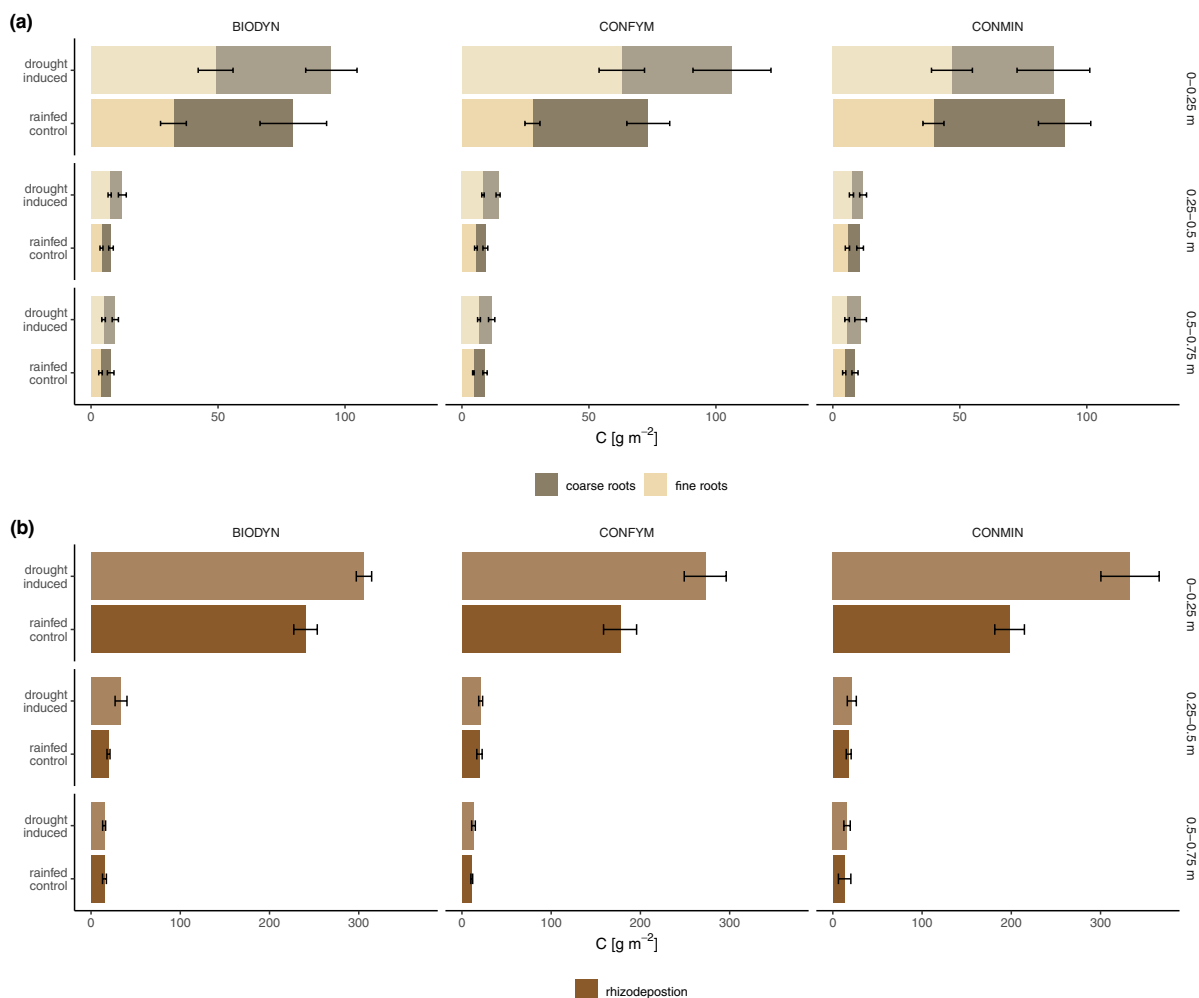 (a)
BIODYN CONFYM CONMIN
drought
induced
rainfed
control
0−0.25 m
drought
induced
rainfed
control
0.25−0.5 m
drought
induced
rainfed
control
0.5−0.75 m
0 50 100 0 50 100 0 50 100
C [g m⁻²]
coarse roots fine roots
(b)
BIODYN CONFYM CONMIN
drought
induced
rainfed
control
0−0.25 m
drought
induced
rainfed
control
0.25−0.5 m
drought
induced
rainfed
control
0.5−0.75 m
0 100 200 300 0 100 200 300 0 100 200 300
C [g m⁻²]
rhizodepostion